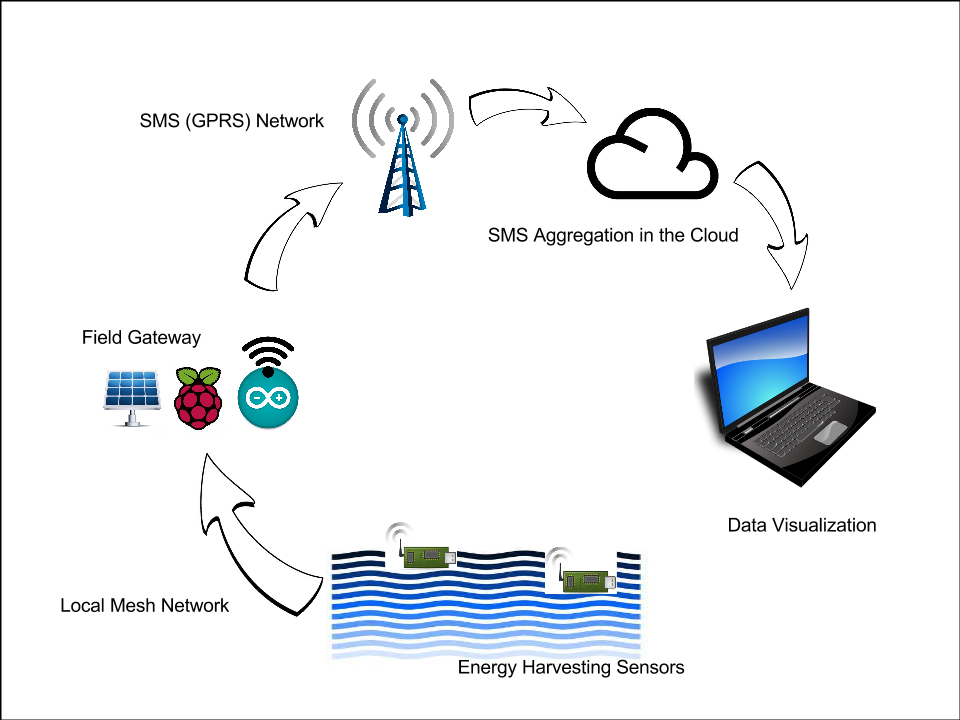 SMS (GPRS) Network
SMS Aggregation in the Cloud
Field Gateway
Data Visualization
Local Mesh Network
Energy Harvesting Sensors